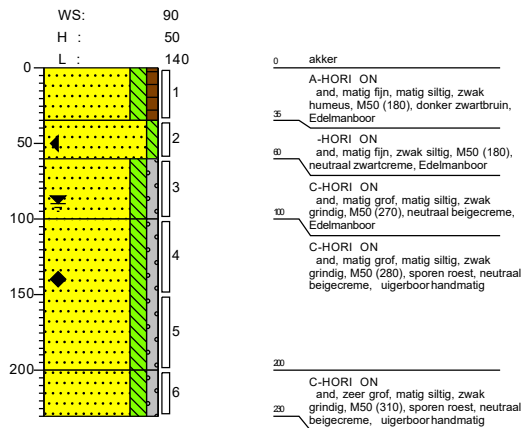 WS: 90
H : 50
L : 140
0
50
100
150
200
1
2
3
4
5
6
0 akker
A-HORI ON
and, matig fijn, matig siltig, zwak
humeus, M50 (180), donker zwartbruin,
Edelmanboor
35
-HORI ON
and, matig fijn, zwak siltig, M50 (180),
neutraal zwartcreme, Edelmanboor
60
C-HORI ON
and, matig grof, matig siltig, zwak
grindig, M50 (270), neutraal beigecreme,
Edelmanboor
100
C-HORI ON
and, matig grof, matig siltig, zwak
grindig, M50 (280), sporen roest, neutraal
beigecreme, uigerboor handmatig
200
C-HORI ON
and, zeer grof, matig siltig, zwak
grindig, M50 (310), sporen roest, neutraal
beigecreme, uigerboor handmatig
230